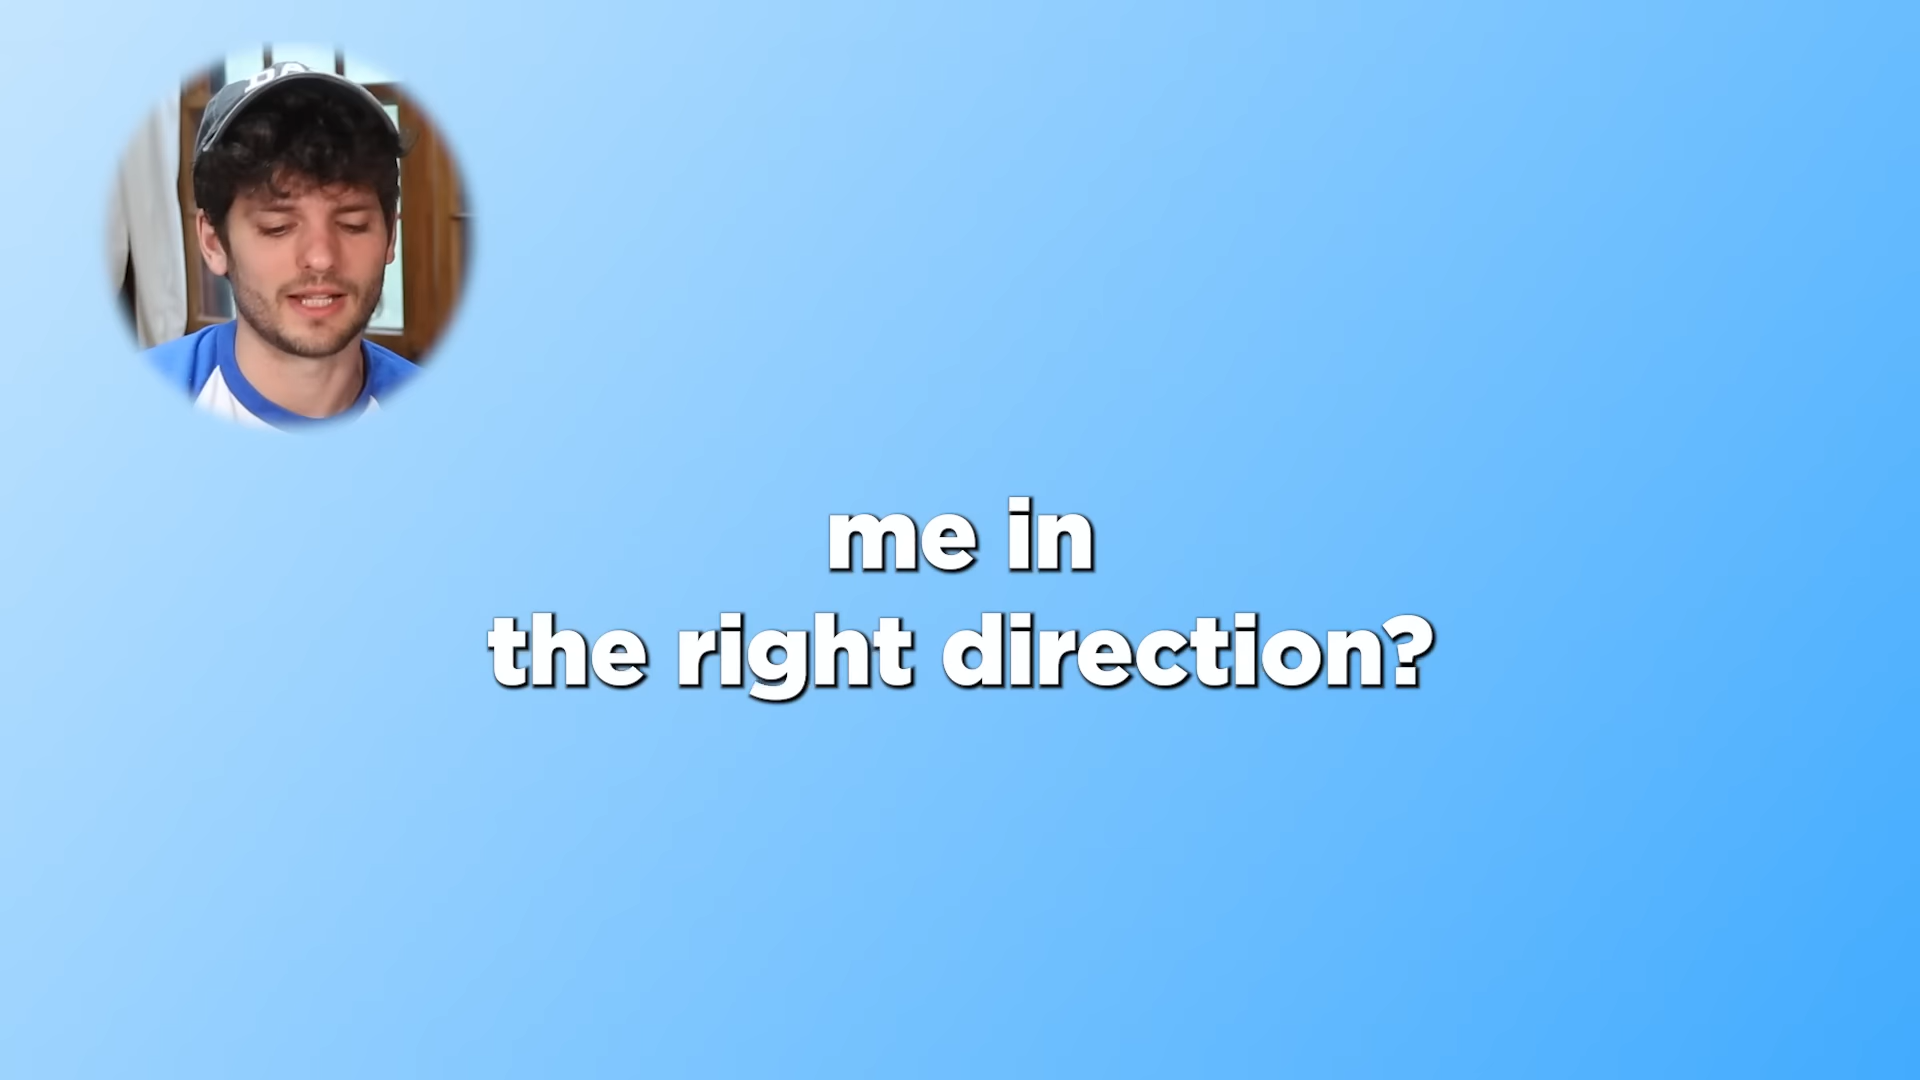 me in
the right direction?